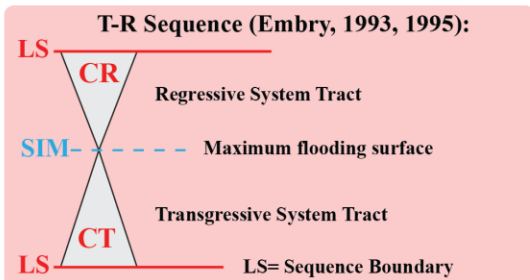 T-R Sequence (Embry, 1993, 1995):
LS
CR
Regressive System Tract
SIM
Maximum flooding surface
Transgressive System Tract
CT
LS
LS= Sequence Boundary